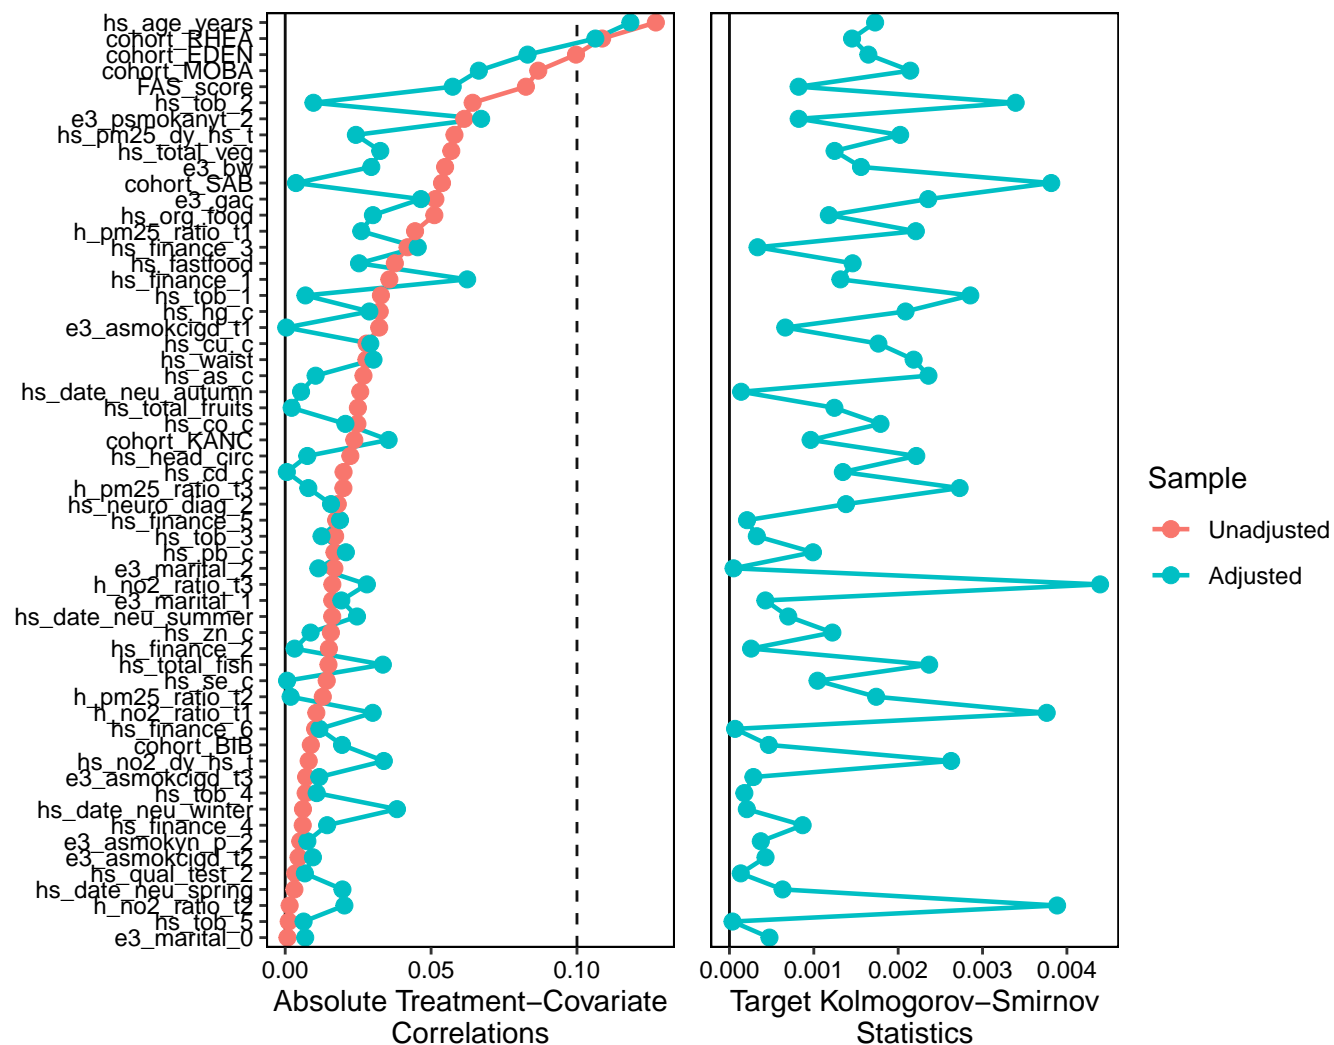 hs_age_years
cohort_RHEA
cohort_EDEN
cohort_MOBA
FAS_score
hs_tob_2
e3_psmokanyt_2
hs_pm25_dy_hs_t
hs_total_veg
e3_bw
cohort_SAB
e3_gac
hs_org_food
h_pm25_ratio_t1
hs_finance_3
hs_fastfood
hs_finance_1
hs_tob_1
hs_hg_c
e3_asmokcigd_t1
hs_cu_c
hs_waist
hs_as_c
hs_date_neu_autumn
hs_total_fruits
hs_co_c
cohort_KANC
hs_head_circ
hs_cd_c
h_pm25_ratio_t3
hs_neuro_diag_2
hs_finance_5
hs_tob_3
hs_pb_c
e3_marital_2
h_no2_ratio_t3
e3_marital_1
hs_date_neu_summer
hs_zn_c
hs_finance_2
hs_total_fish
hs_se_c
h_pm25_ratio_t2
h_no2_ratio_t1
hs_finance_6
cohort_BIB
hs_no2_dy_hs_t
e3_asmokcigd_t3
hs_tob_4
hs_date_neu_winter
hs_finance_4
e3_asmokyn_p_2
e3_asmokcigd_t2
hs_qual_test_2
hs_date_neu_spring
h_no2_ratio_t2
hs_tob_5
e3_marital_0
0.00 0.05 0.10
Absolute Treatment−Covariate
Correlations
0.000 0.001 0.002 0.003 0.004
Target Kolmogorov−Smirnov
Statistics
Sample
Unadjusted
Adjusted